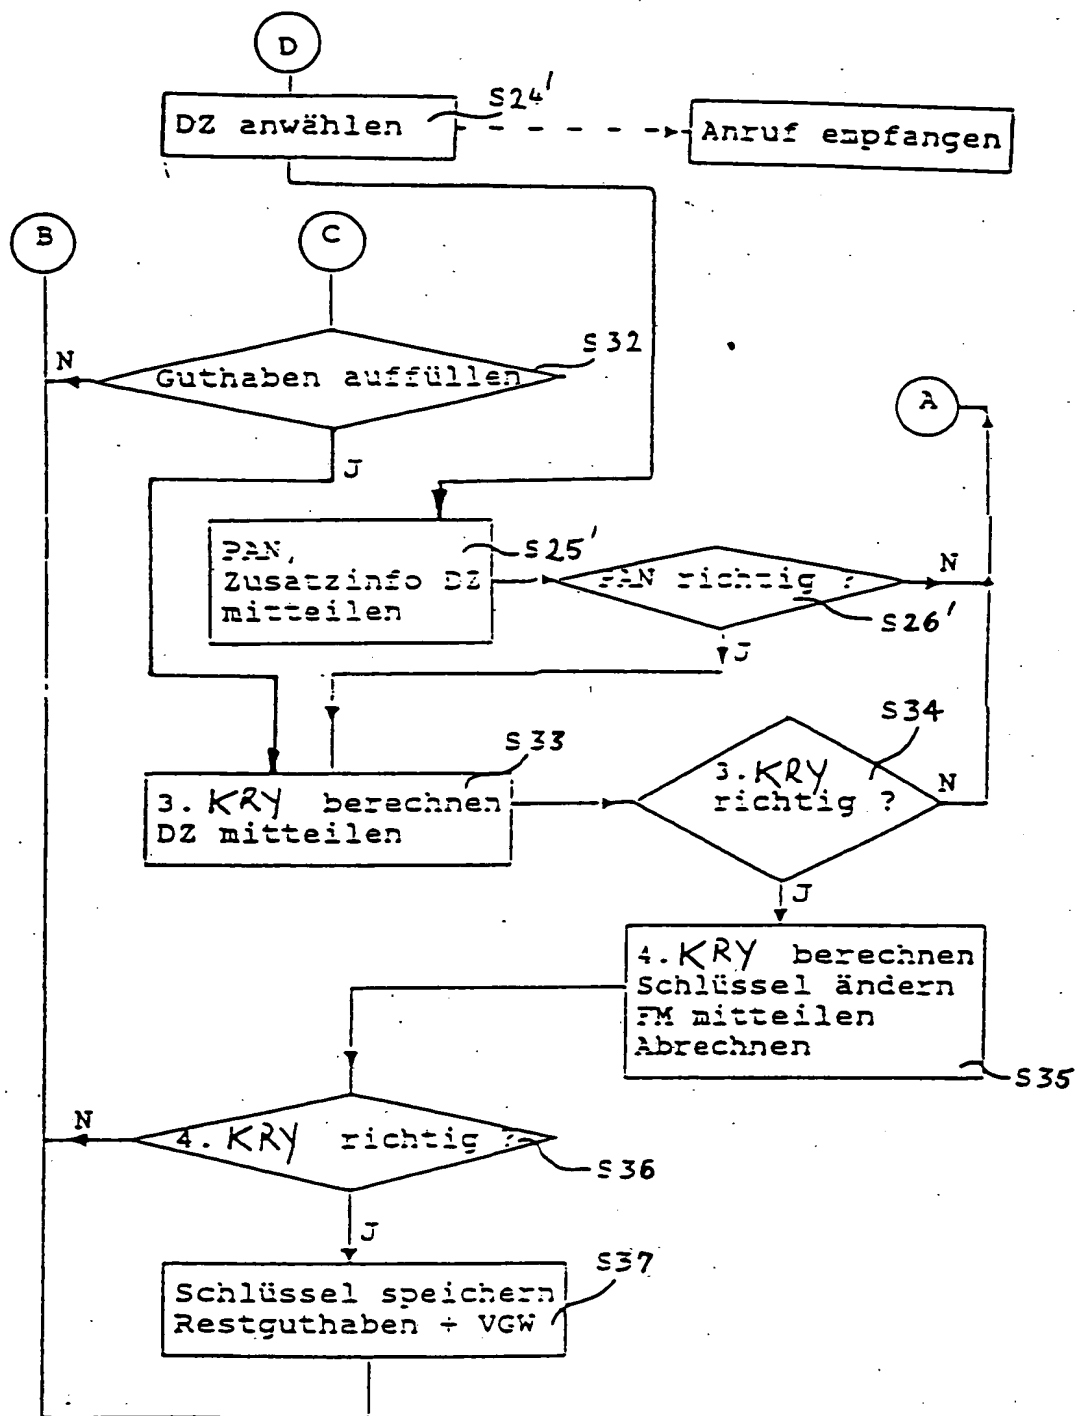 D
S24'
DZ anwählen
Anruf empfangen
B
C
S32
N
Guthaben auffüllen
A
J
PAN,
Zusatzinfo DZ
mitteilen
S25'
PAN richtig ?
N
S26'
J
S34
S33
3. KRY berechnen
DZ mitteilen
3. KRY
richtig ?
N
J
4. KRY berechnen
Schlüssel ändern
FM mitteilen
Abrechnen
S35
N
4. KRY richtig ?
S36
J
S37
Schlüssel speichern
Restguthaben + VGW